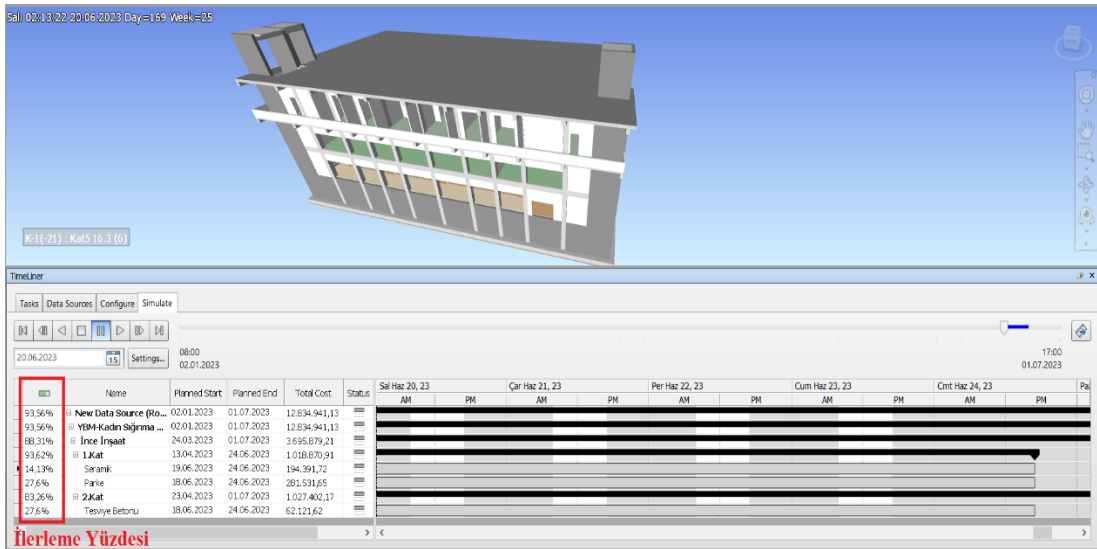 Salı 02:13:22 20.06.2023 Day=169 Week=25
K-1(-21) : Kat5 16.3 (6)
TimeLiner
Tasks Data Sources Configure Simulate
20.06.2023 15 Settings... 08:00 02.01.2023 17:00 01.07.2023
Name Planned Start Planned End Total Cost Status Sal Haz 20, 23 Çar Haz 21, 23 Per Haz 22, 23 Cum Haz 23, 23 Cmt Haz 24, 23 Pa
AM PM AM PM AM PM AM PM AM PM
93,56% New Data Source (Ro... 02.01.2023 01.07.2023 12.834.941,13
93,56% YBM-Kadın Sığınma ... 02.01.2023 01.07.2023 12.834.941,13
88,31% İnce İnşaat 24.03.2023 01.07.2023 3.695.879,21
93,62% 1.Kat 13.04.2023 24.06.2023 1.018.870,91
14,13% Seramik 19.06.2023 24.06.2023 194.391,72
27,6% Parke 18.06.2023 24.06.2023 281.531,65
83,26% 2.Kat 23.04.2023 01.07.2023 1.027.402,17
27,6% Tesviye Betonu 18.06.2023 24.06.2023 62.121,62
İlerleme Yüzdesi